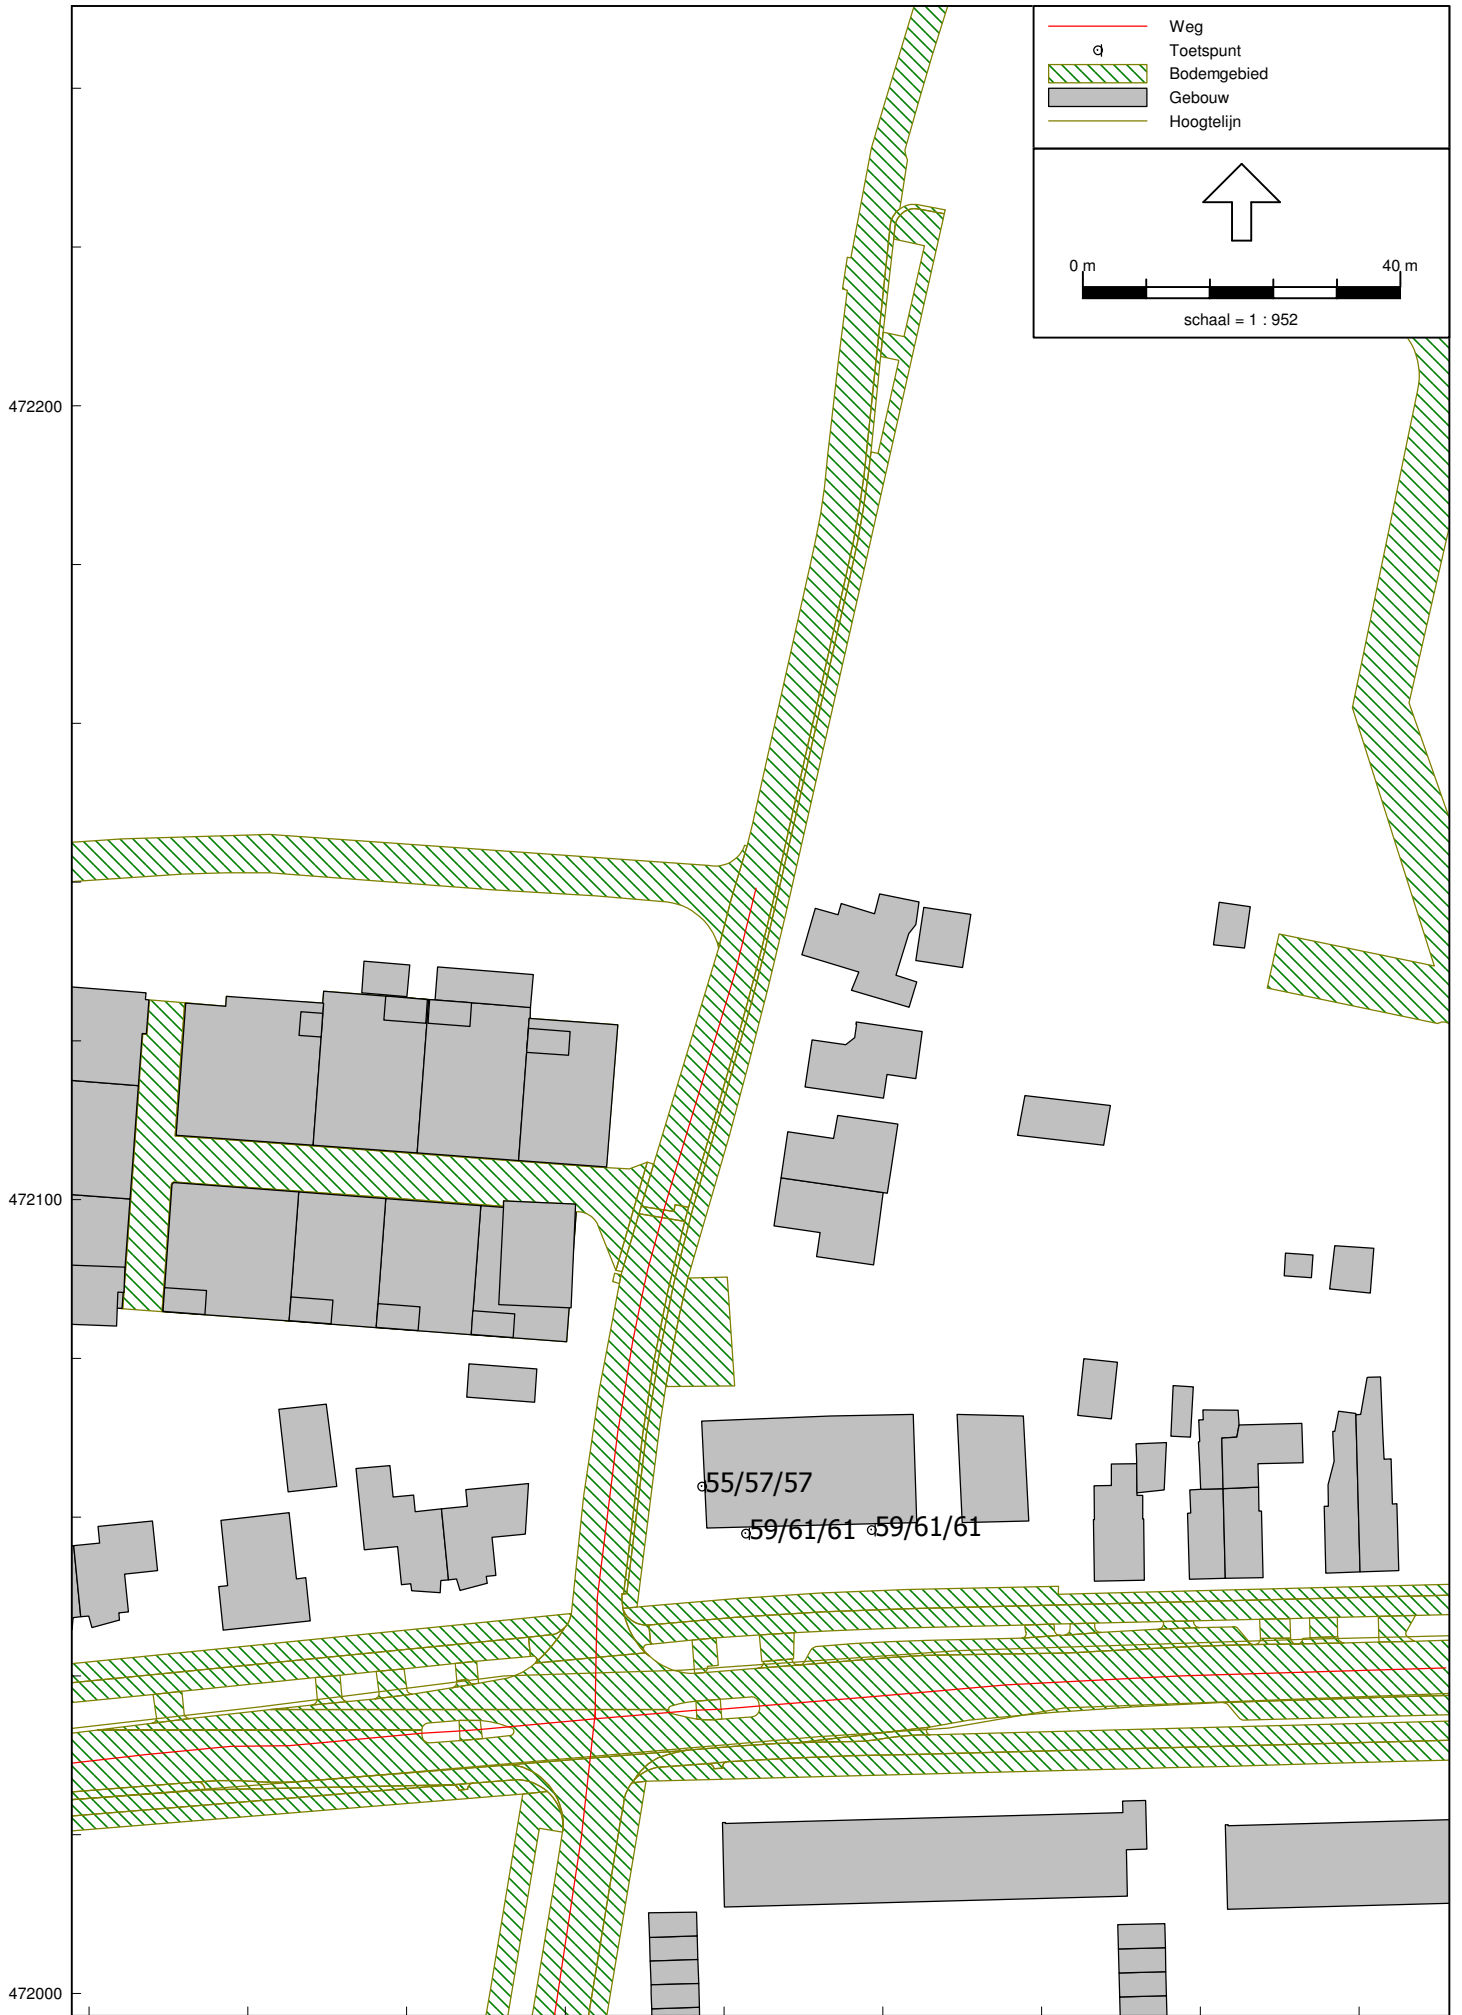 Weg
Toetspunt
Bodemgebied
Gebouw
Hoogtelijn
0 m 40 m
schaal = 1 : 952
472200
472100
55/57/57
59/61/61 59/61/61
472000